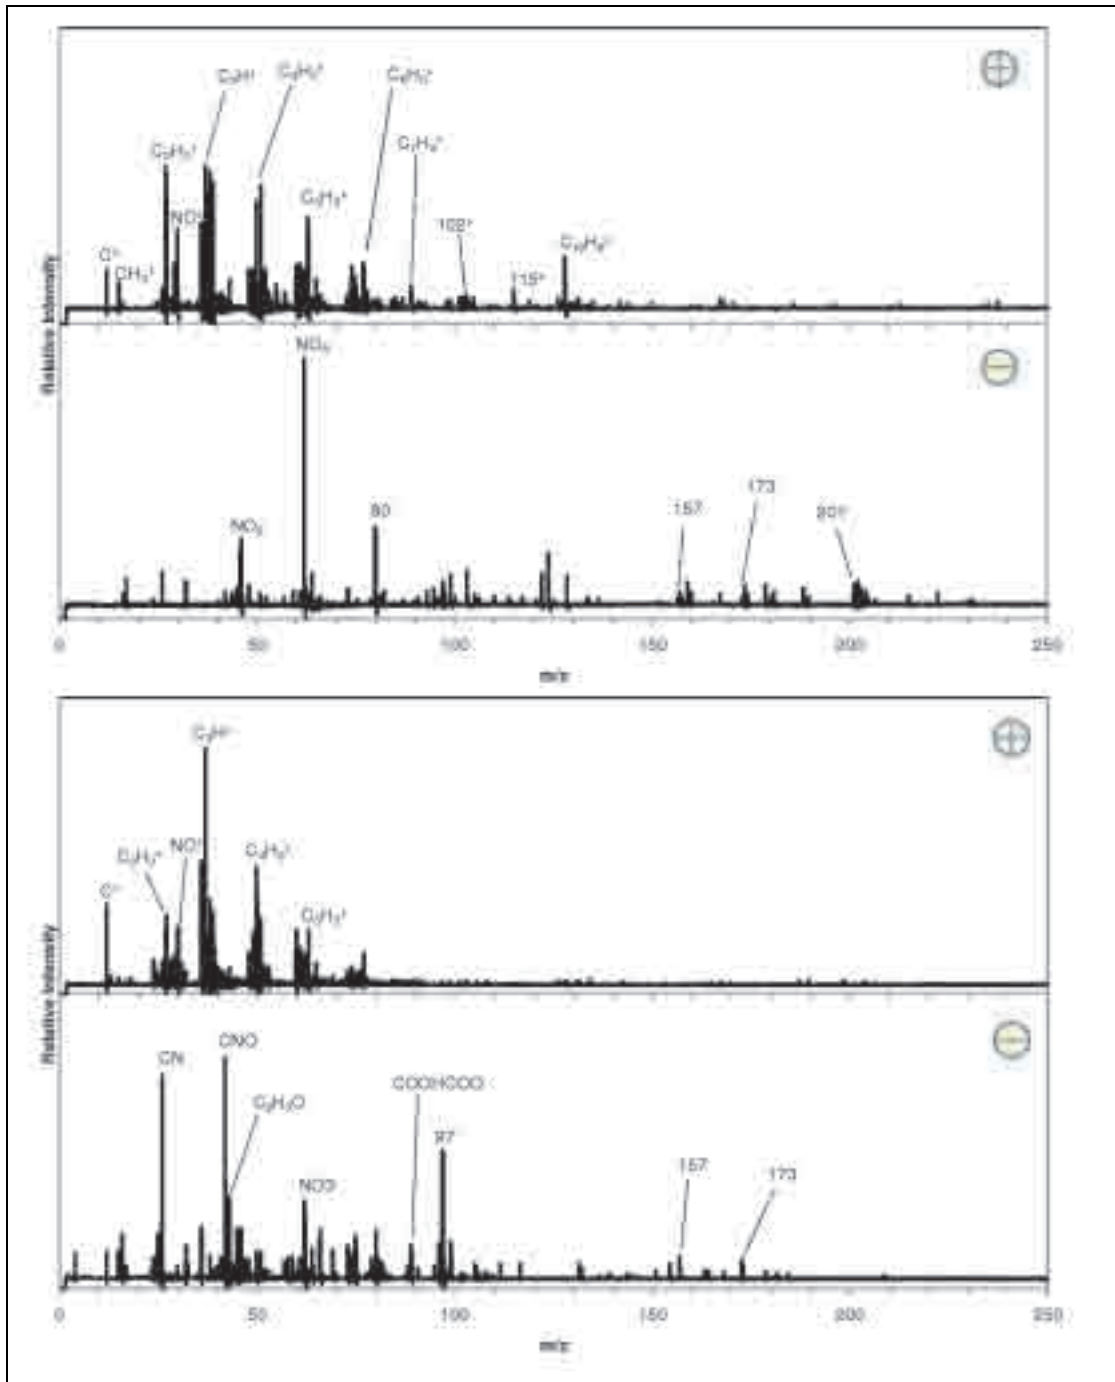 C₃H⁺
C₄H₃⁺
C₆H₅⁺
C₂H₃⁺
C₇H₅⁺
NO⁺
C₅H₃⁺
102⁺
C₁₀H₈⁺
C⁺
CH₃⁺
115⁺
Relative Intensity
NO₃
80
157
173
201
NO₂
0 50 100 150 200 250
m/z
C₃H⁺
C₂H₃⁺
NO⁺
C₄H₂⁺
C⁺
C₅H₃⁺
Relative Intensity
CNO
CN
C₂H₃O
COOHCOO
97
NO3
157
173
0 50 100 150 200 250
m/z